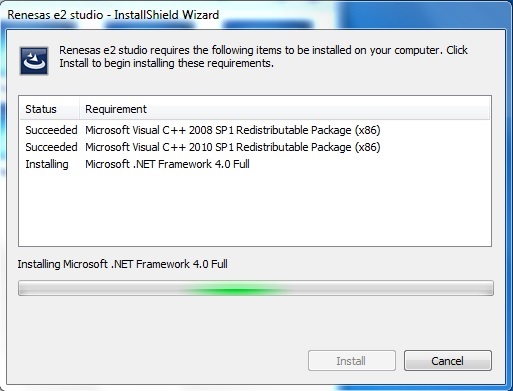 Renesas e2 studio - InstallShield Wizard
Renesas e2 studio requires the following items to be installed on your computer. Click
Install to begin installing these requirements.
Status Requirement
Succeeded Microsoft Visual C++ 2008 SP1 Redistributable Package (x86)
Succeeded Microsoft Visual C++ 2010 SP1 Redistributable Package (x86)
Installing Microsoft .NET Framework 4.0 Full
Installing Microsoft .NET Framework 4.0 Full
Install Cancel